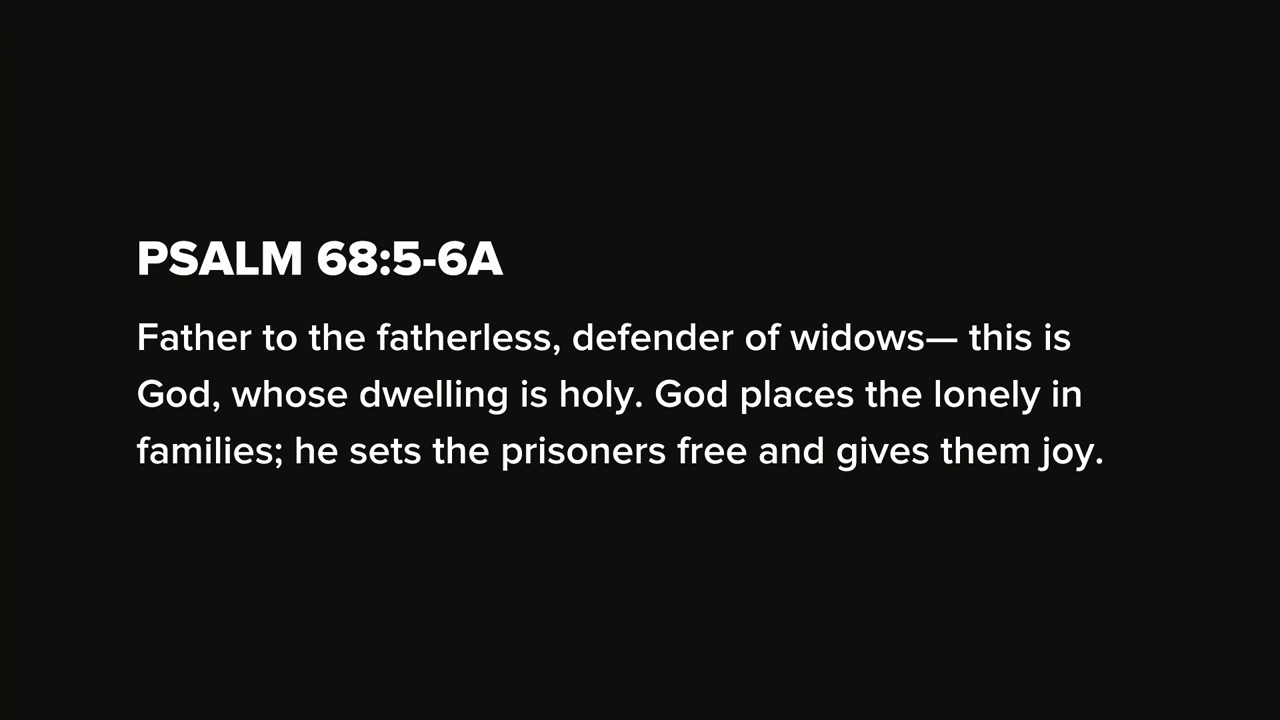 PSALM 68:5-6A
Father to the fatherless, defender of widows— this is
God, whose dwelling is holy. God places the lonely in
families; he sets the prisoners free and gives them joy.